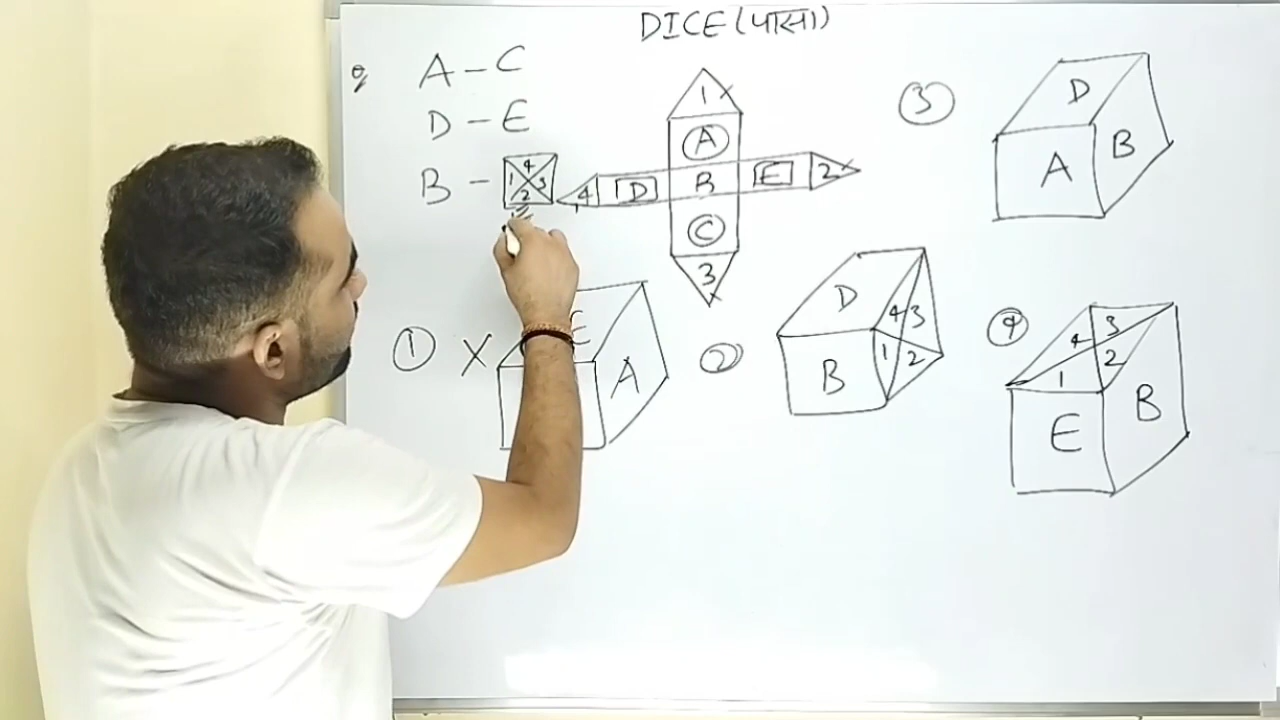 DICE (पासा)
Q
A – C
D – E
B –
4
1 3
2
1
A
4 D B E 2
C
3
①
X
E
A
②
D
B
4 3
1 2
③
D
A B
④
3
4 2
1
E B